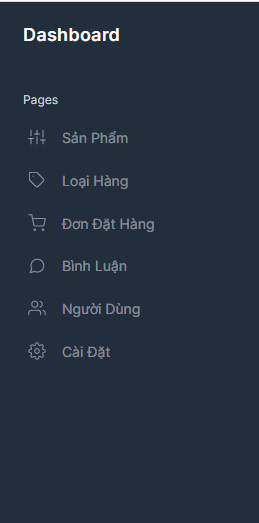 Dashboard
Pages
Sản Phẩm
Loại Hàng
Đơn Đặt Hàng
Bình Luận
Người Dùng
Cài Đặt